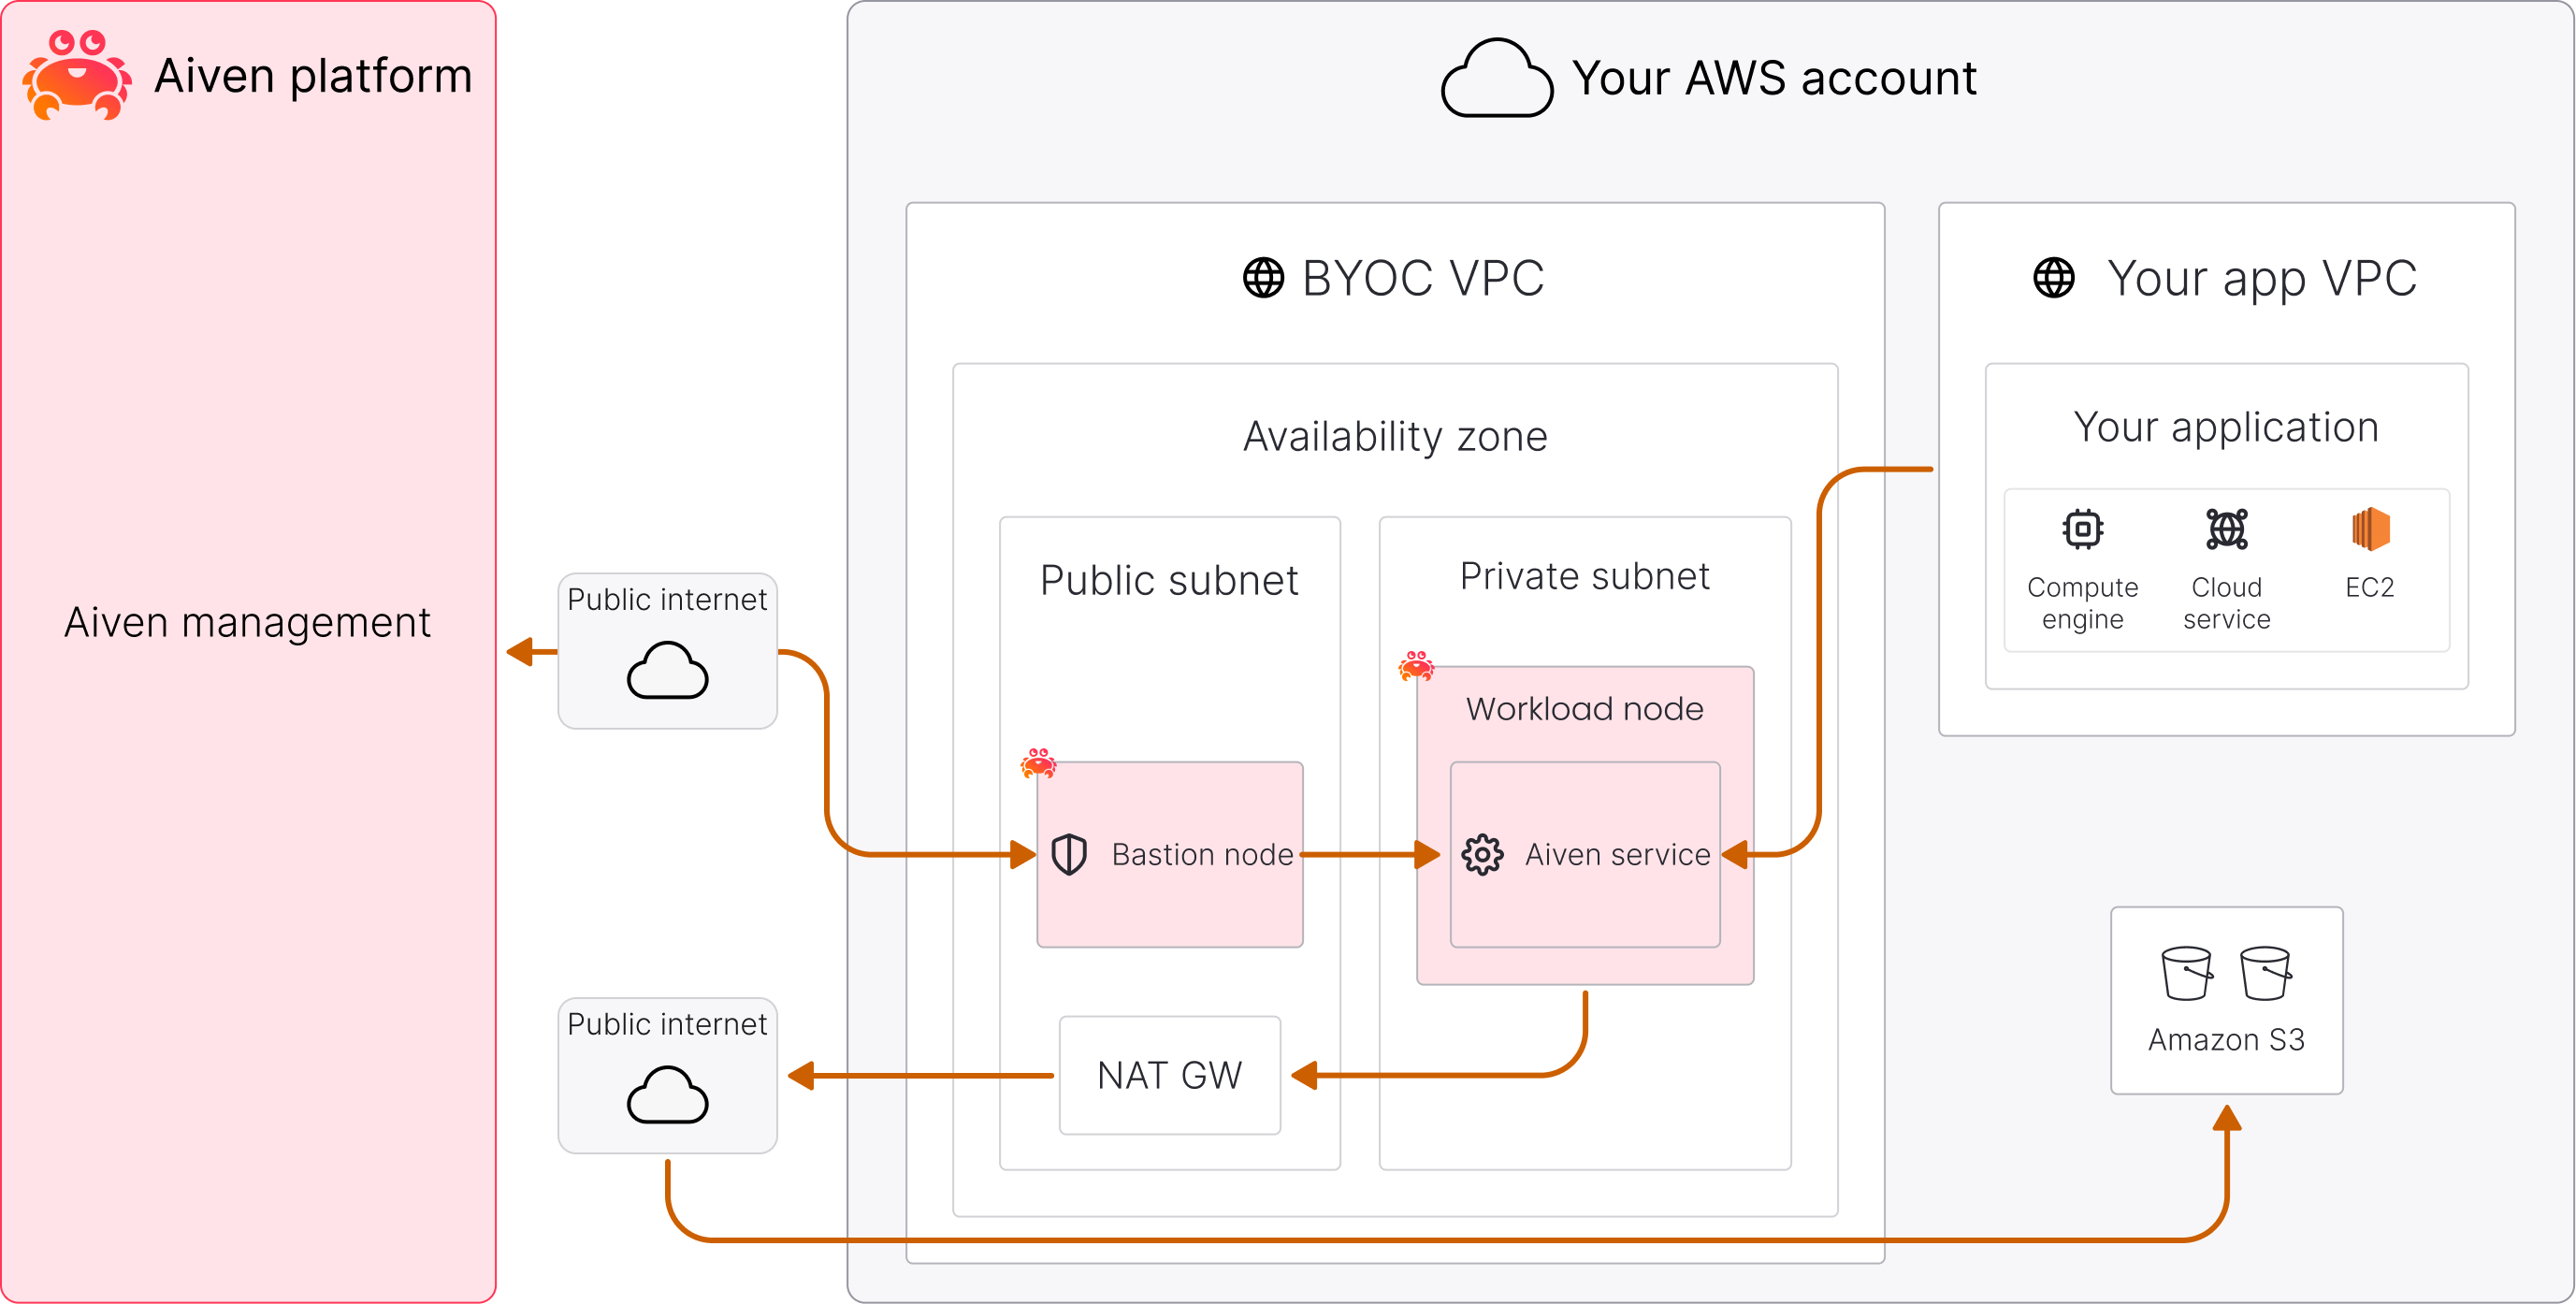 Aiven platform
Aiven management
Public internet
Public internet
Your AWS account
BYOC VPC
Availability zone
Public subnet
Bastion node
NAT GW
Private subnet
Workload node
Aiven service
Your app VPC
Your application
Compute
engine
Cloud
service
EC2
Amazon S3